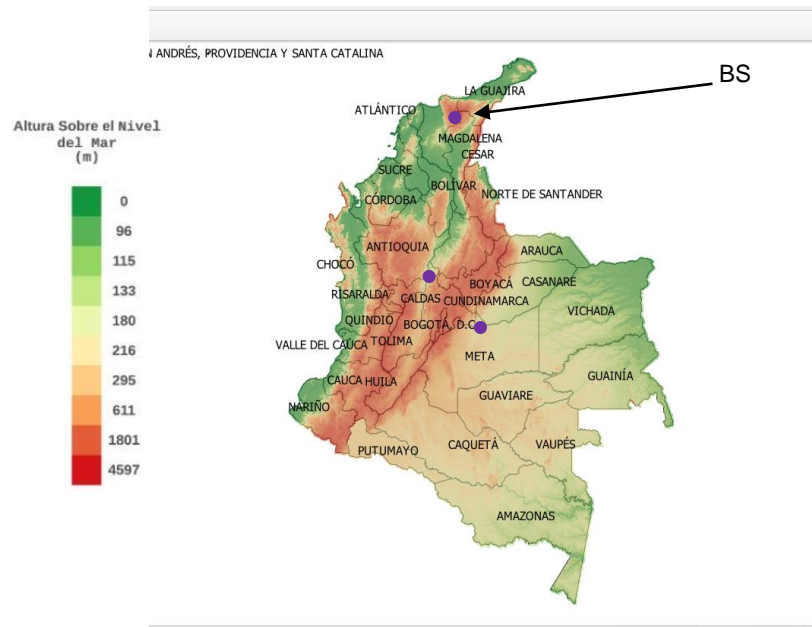 N ANDRÉS, PROVIDENCIA Y SANTA CATALINA
BS
LA GUAJIRA
ATLÁNTICO
MAGDALENA
CESAR
SUCRE
BOLÍVAR
NORTE DE SANTANDER
CÓRDOBA
ANTIOQUIA
ARAUCA
CHOCÓ
BOYACÁ
CASANARE
RISARALDA
CALDAS
CUNDINAMARCA
VICHADA
QUINDIO
BOGOTÁ, D.C.
VALLE DEL CAUCA
TOLIMA
META
GUAINÍA
CAUCA
HUILA
GUAVIARE
NARIÑO
PUTUMAYO
CAQUETÁ
VAUPÉS
AMAZONAS
Altura Sobre el Nivel
del Mar
(m)
0
96
115
133
180
216
295
611
1801
4597